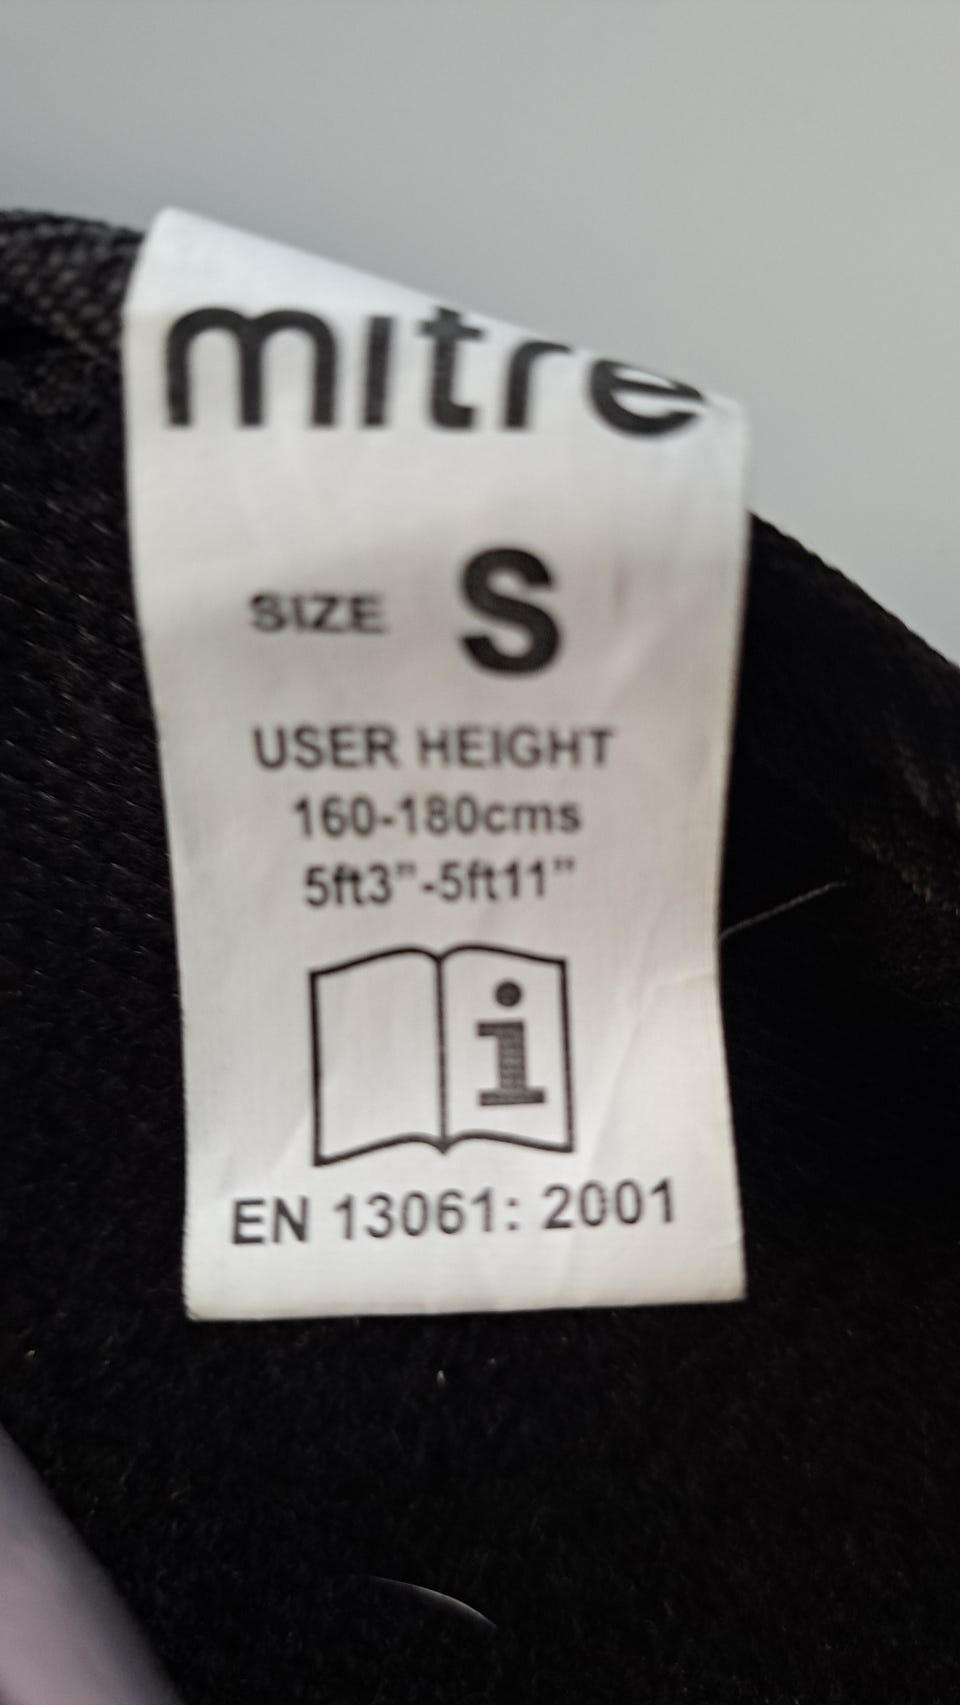 mitre
SIZE S
USER HEIGHT
160-180cms
5ft3”-5ft11”
i
EN 13061: 2001